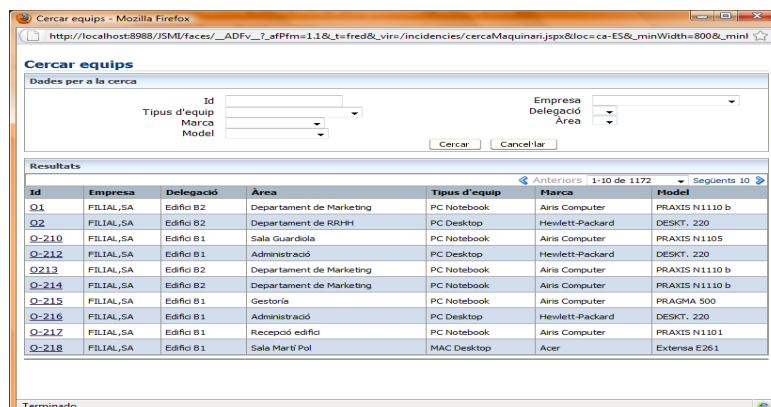 Cercar equips - Mozilla Firefox
http://localhost:8988/JSMI/faces/__ADFv__?_afPfm=1.1&_t=fred&_vir=/incidencies/cercaMaquinari.jspx&loc=ca-ES&_minWidth=800&_minl
Cercar equips
Dades per a la cerca
Id Empresa
Tipus d'equip Delegació
Marca Àrea
Model
Cercar Cancel·lar
Resultats
Anteriors 1-10 de 1172 Següents 10
Id Empresa Delegació Àrea Tipus d'equip Marca Model
O1 FILIAL,SA Edifici B2 Departament de Marketing PC Notebook Airis Computer PRAXIS N1110 b
O2 FILIAL,SA Edifici B2 Departament de RRHH PC Desktop Hewlett-Packard DESKT. 220
O-210 FILIAL,SA Edifici B1 Sala Guardiola PC Notebook Airis Computer PRAXIS N1105
O-212 FILIAL,SA Edifici B1 Administració PC Desktop Hewlett-Packard DESKT. 220
O213 FILIAL,SA Edifici B2 Departament de Marketing PC Notebook Airis Computer PRAXIS N1110 b
O-214 FILIAL,SA Edifici B2 Departament de Marketing PC Notebook Airis Computer PRAXIS N1110 b
O-215 FILIAL,SA Edifici B1 Gestoría PC Notebook Airis Computer PRAGMA 500
O-216 FILIAL,SA Edifici B1 Administració PC Desktop Hewlett-Packard DESKT. 220
O-217 FILIAL,SA Edifici B1 Recepció edifici PC Notebook Airis Computer PRAXIS N1101
O-218 FILIAL,SA Edifici B1 Sala Martí Pol MAC Desktop Acer Extensa E261
Terminado